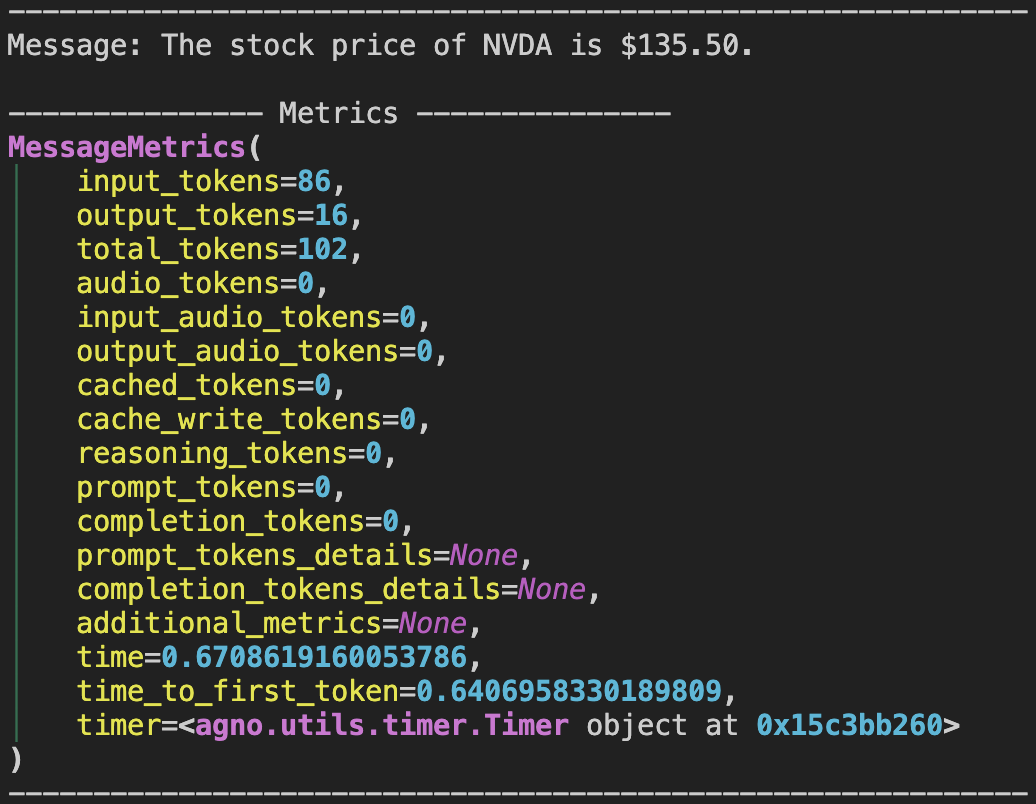 ------------------------------------------------------------
Message: The stock price of NVDA is $135.50.
--------------- Metrics ---------------
MessageMetrics(
    input_tokens=86,
    output_tokens=16,
    total_tokens=102,
    audio_tokens=0,
    input_audio_tokens=0,
    output_audio_tokens=0,
    cached_tokens=0,
    cache_write_tokens=0,
    reasoning_tokens=0,
    prompt_tokens=0,
    completion_tokens=0,
    prompt_tokens_details=None,
    completion_tokens_details=None,
    additional_metrics=None,
    time=0.6708619160053786,
    time_to_first_token=0.6406958330189809,
    timer=<agno.utils.timer.Timer object at 0x15c3bb260>
)
------------------------------------------------------------